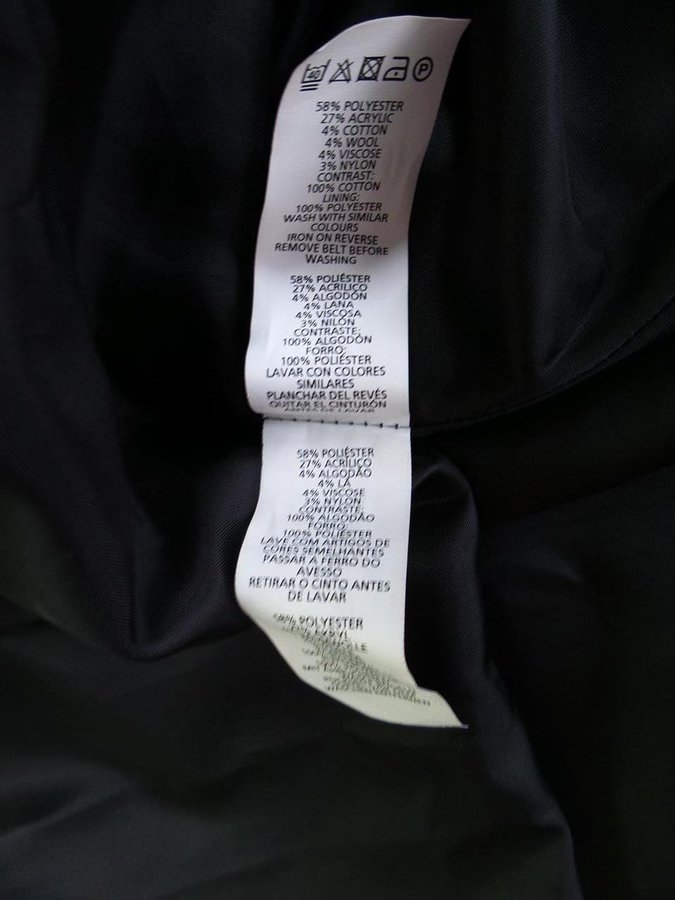 40 P
58% POLYESTER
27% ACRYLIC
4% COTTON
4% WOOL
4% VISCOSE
3% NYLON
CONTRAST:
100% COTTON
LINING:
100% POLYESTER
WASH WITH SIMILAR
COLOURS
IRON ON REVERSE
REMOVE BELT BEFORE
WASHING
58% POLIÉSTER
27% ACRÍLICO
4% ALGODÓN
4% LANA
4% VISCOSA
3% NILÓN
CONTRASTE:
100% ALGODÓN
FORRO:
100% POLIÉSTER
LAVAR CON COLORES
SIMILARES
PLANCHAR DEL REVÉS
QUITAR EL CINTURÓN
ANTES DE LAVAR
58% POLIÉSTER
27% ACRÍLICO
4% ALGODÃO
4% LÃ
4% VISCOSE
3% NYLON
CONTRASTE:
100% ALGODÃO
FORRO:
100% POLIÉSTER
LAVE COM ARTIGOS DE
CORES SEMELHANTES
PASSAR A FERRO DO
AVESSO
RETIRAR O CINTO ANTES
DE LAVAR
58% POLYESTER